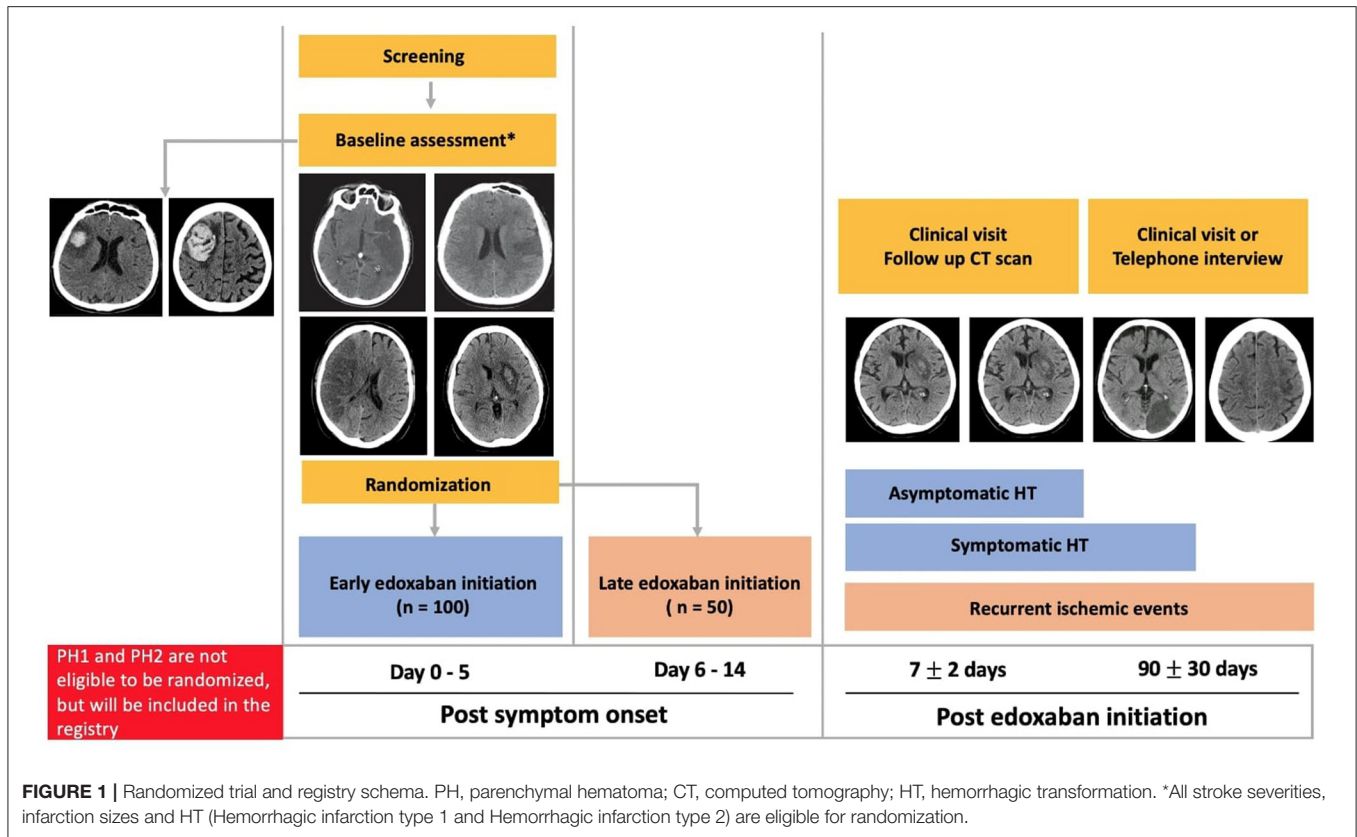 Screening
Baseline assessment*
Clinical visit
Follow up CT scan
Clinical visit or
Telephone interview
Randomization
Asymptomatic HT
Symptomatic HT
Early edoxaban initiation
(n = 100)
Late edoxaban initiation
( n = 50)
Recurrent ischemic events
PH1 and PH2 are not
eligible to be randomized,
but will be included in the
registry
Day 0 - 5
Day 6 - 14
7 ± 2 days
90 ± 30 days
Post symptom onset
Post edoxaban initiation
FIGURE 1 | Randomized trial and registry schema. PH, parenchymal hematoma; CT, computed tomography; HT, hemorrhagic transformation. *All stroke severities,
infarction sizes and HT (Hemorrhagic infarction type 1 and Hemorrhagic infarction type 2) are eligible for randomization.